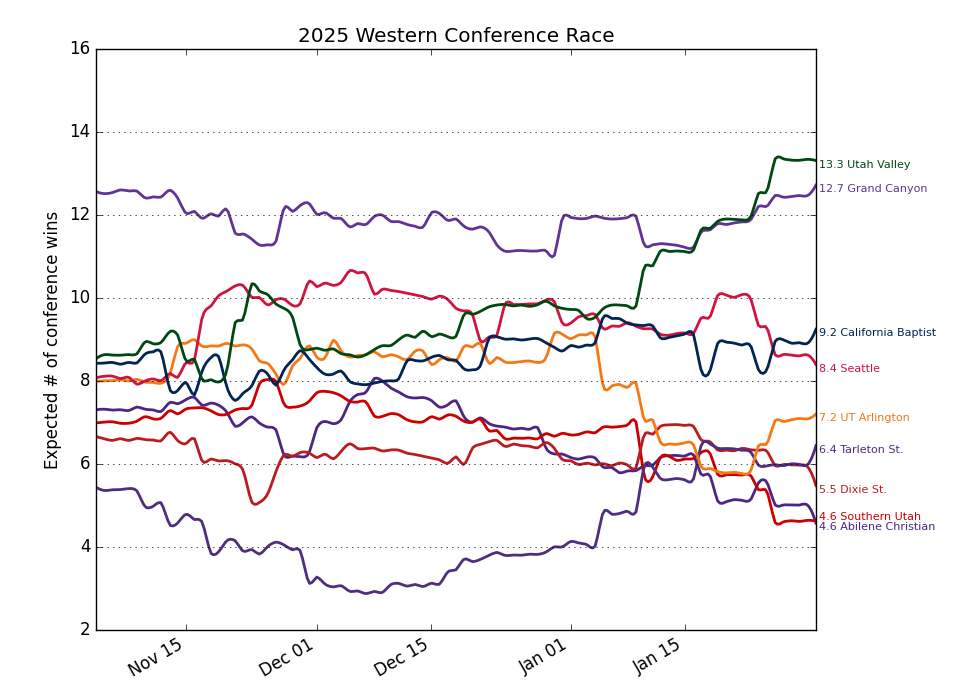 2025 Western Conference Race
Expected # of conference wins
16
14
12
10
8
6
4
2
Nov 15
Dec 01
Dec 15
Jan 01
Jan 15
13.3 Utah Valley
12.7 Grand Canyon
9.2 California Baptist
8.4 Seattle
7.2 UT Arlington
6.4 Tarleton St.
5.5 Dixie St.
4.6 Southern Utah
4.6 Abilene Christian